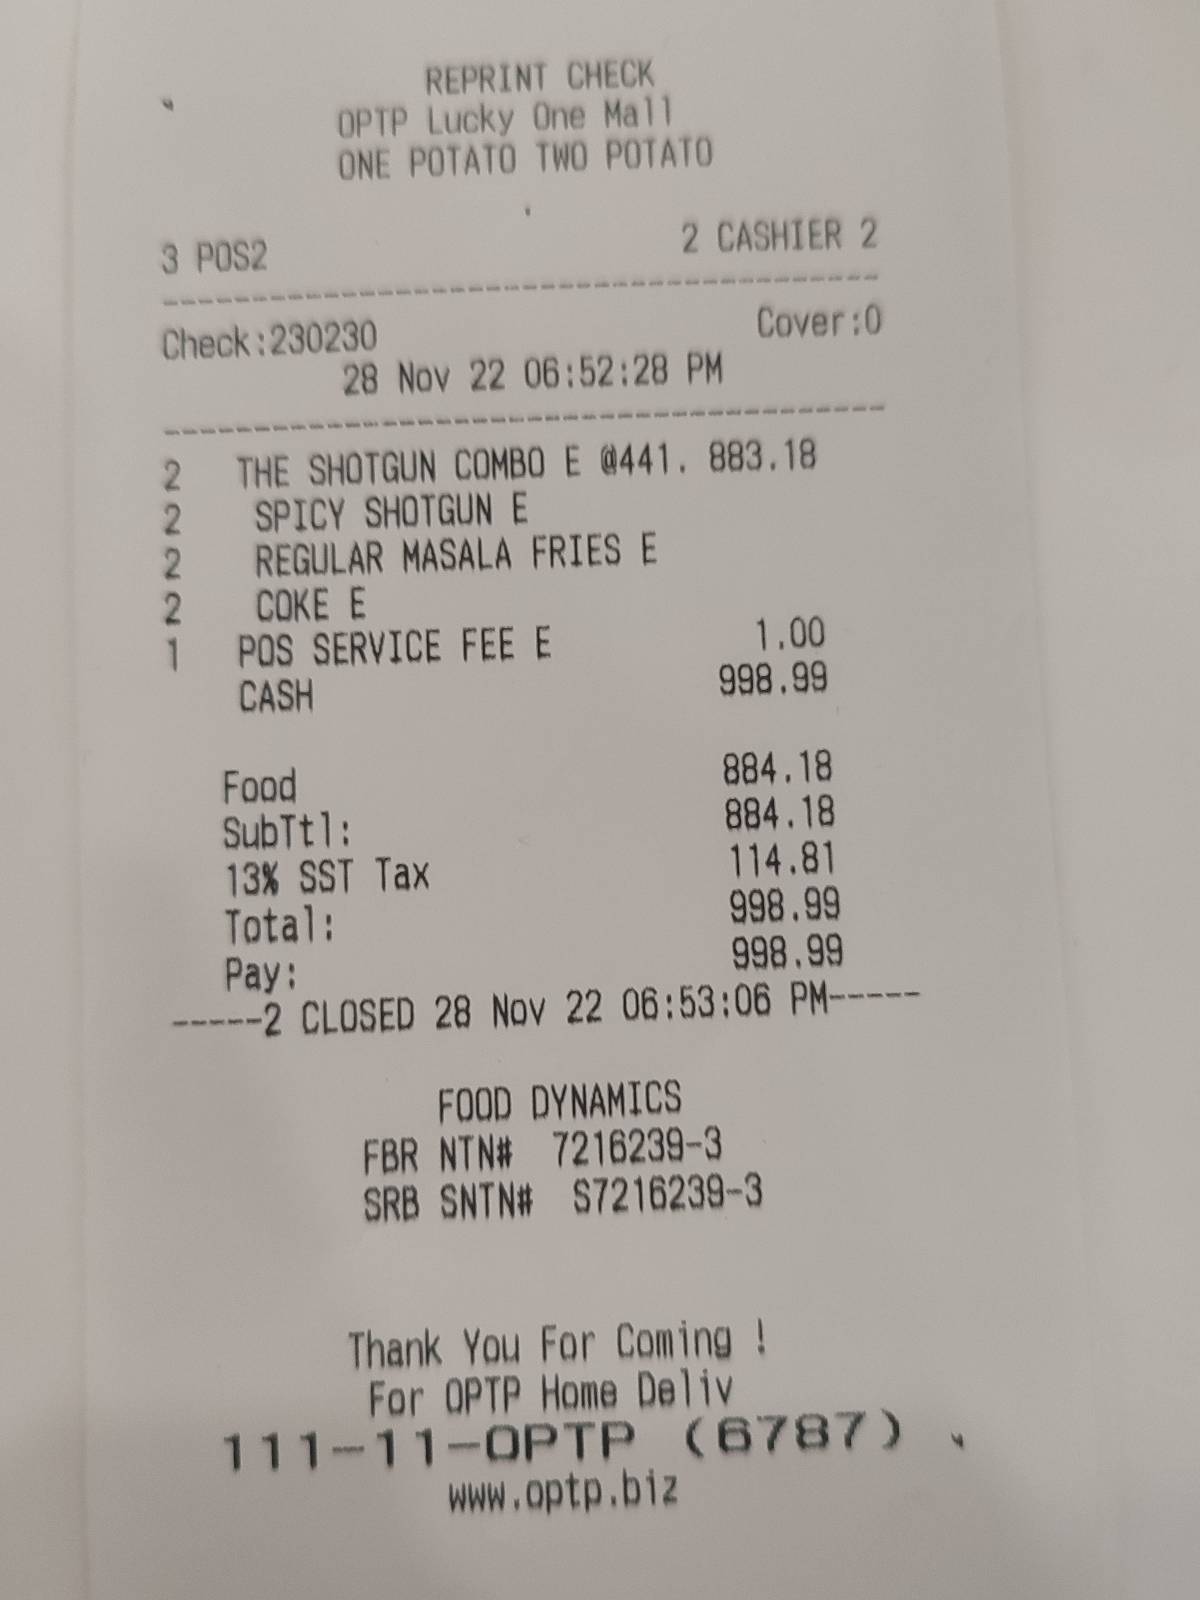 REPRINT CHECK
OPTP Lucky One Mall
ONE POTATO TWO POTATO
3 POS2 2 CASHIER 2
Check:230230 Cover:0
28 Nov 22 06:52:28 PM
2 THE SHOTGUN COMBO E @441. 883.18
2 SPICY SHOTGUN E
2 REGULAR MASALA FRIES E
2 COKE E
1 POS SERVICE FEE E 1.00
CASH 998.99
Food 884.18
SubTtl: 884.18
13% SST Tax 114.81
Total: 998.99
Pay: 998.99
-----2 CLOSED 28 Nov 22 06:53:06 PM-----
FOOD DYNAMICS
FBR NTN# 7216239-3
SRB SNTN# S7216239-3
Thank You For Coming !
For OPTP Home Deliv
111-11-OPTP (6787)
www.optp.biz